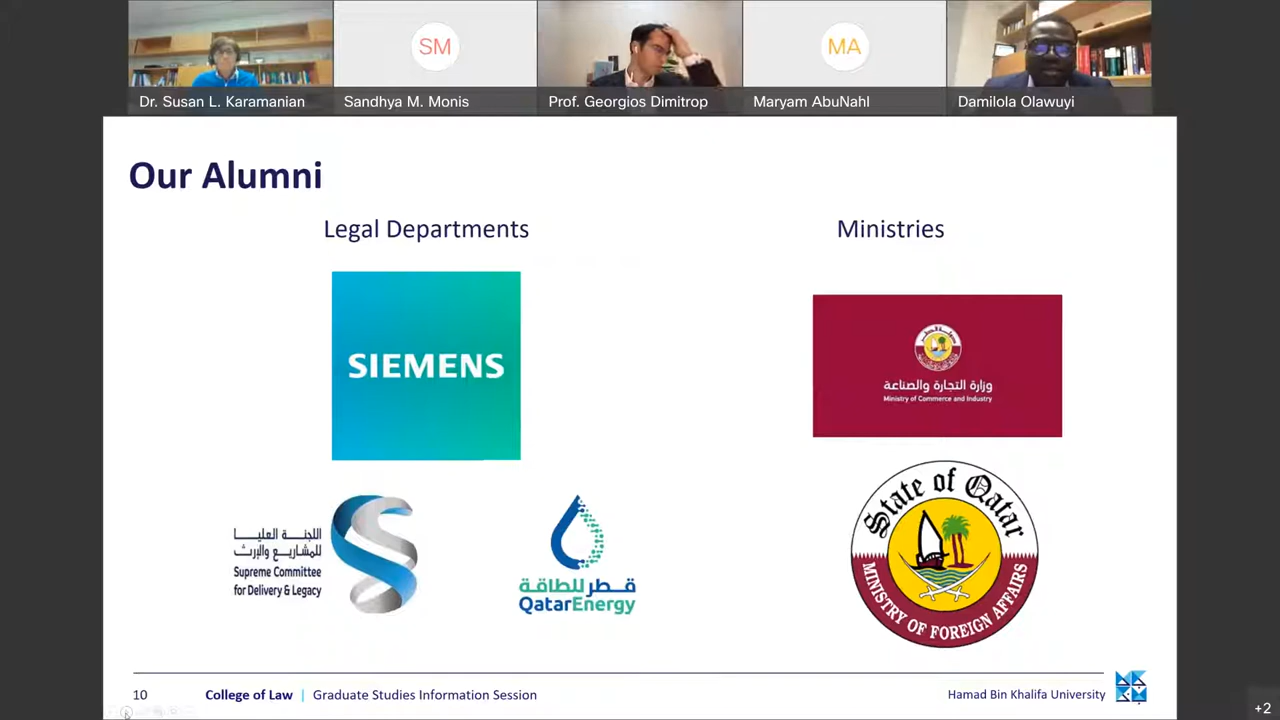 SM
MA
Dr. Susan L. Karamanian
Sandhya M. Monis
Prof. Georgios Dimitrop
Maryam AbuNahl
Damilola Olawuyi
Our Alumni
Legal Departments
Ministries
SIEMENS
وزارة التجارة والصناعة
Ministry of Commerce and Industry
اللجنة العليا
للمشاريع والإرث
Supreme Committee
for Delivery & Legacy
قطر للطاقة
QatarEnergy
State of Qatar
MINISTRY OF FOREIGN AFFAIRS
10
College of Law | Graduate Studies Information Session
Hamad Bin Khalifa University
+2